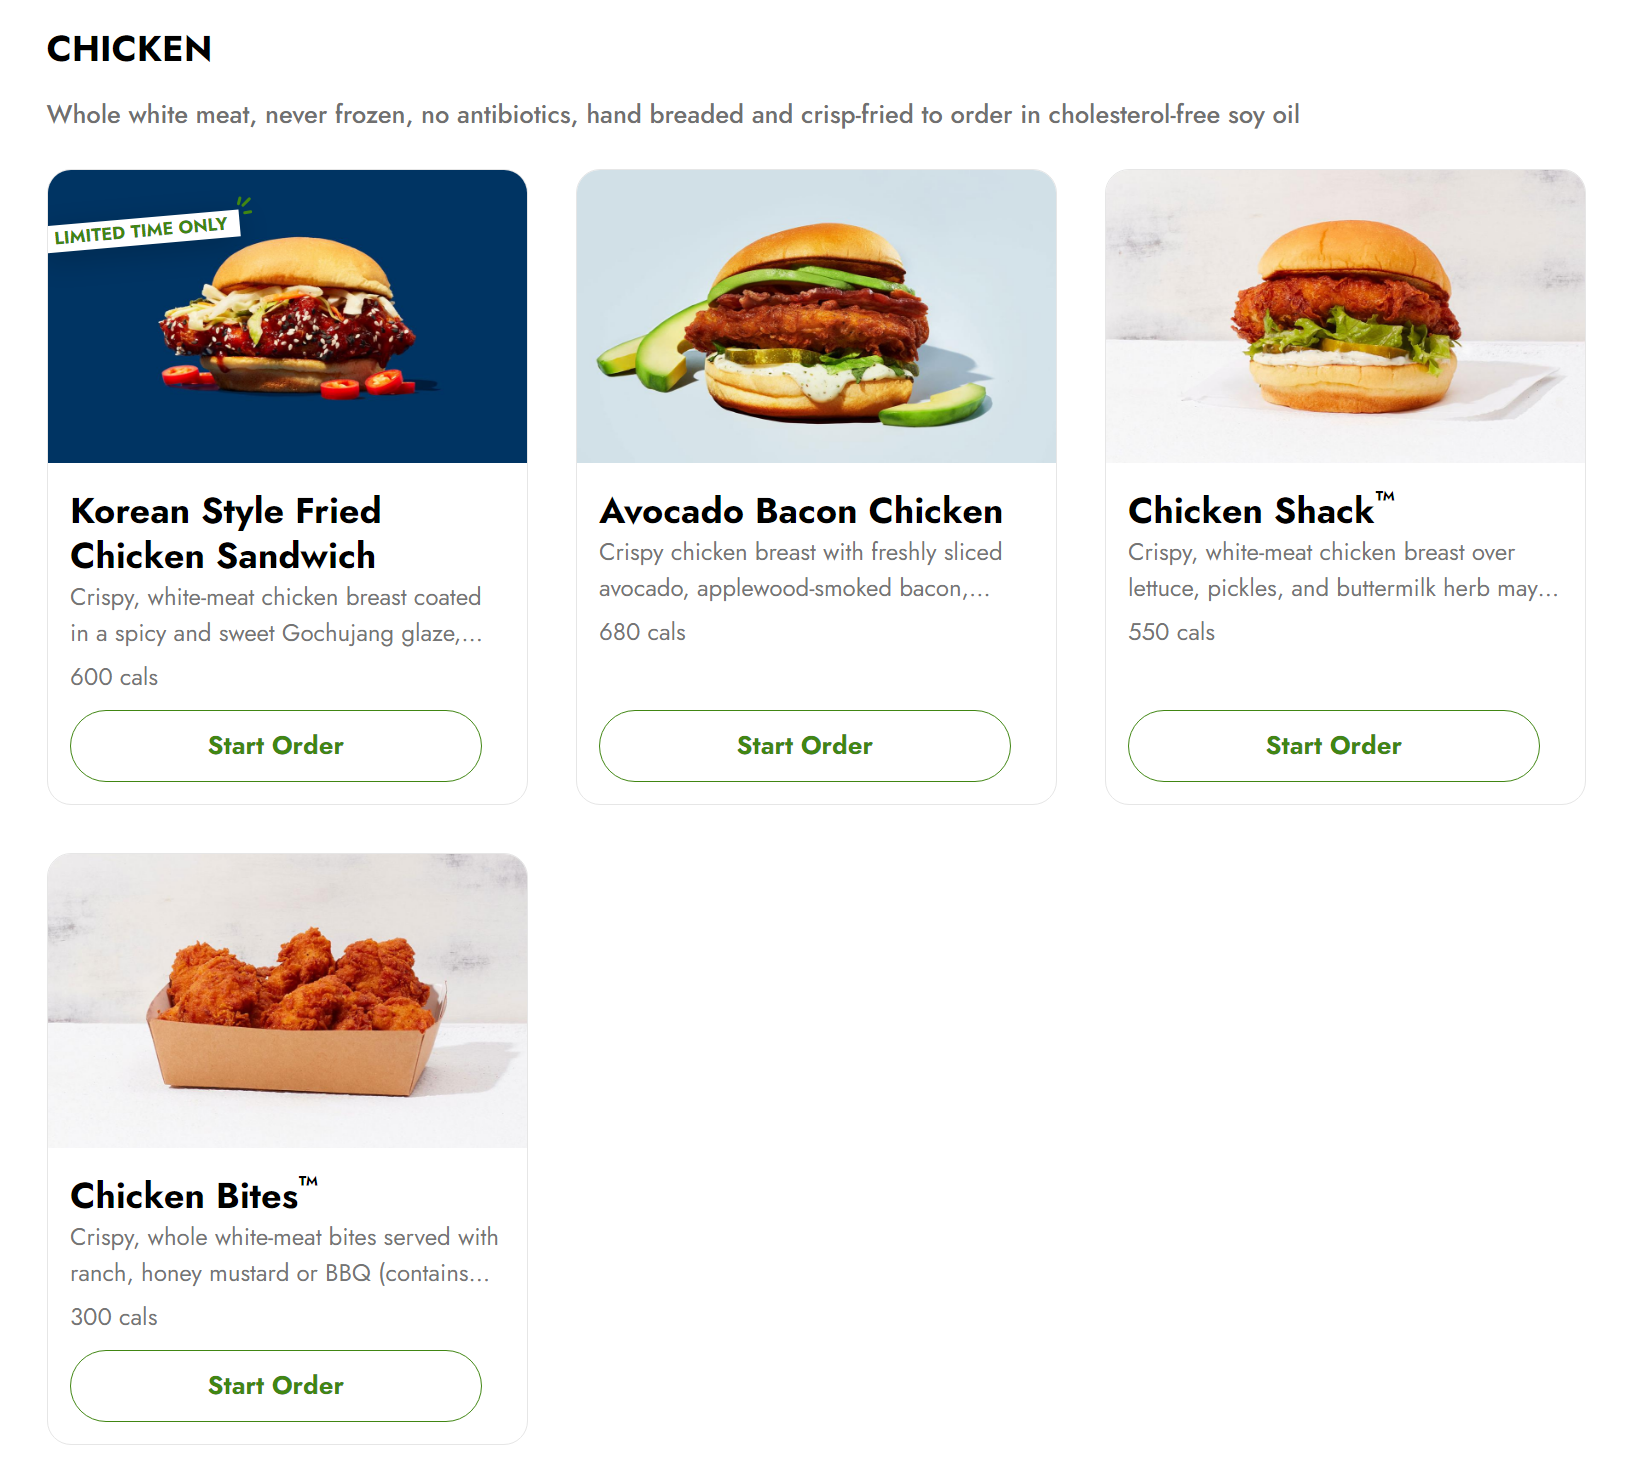 CHICKEN
Whole white meat, never frozen, no antibiotics, hand breaded and crisp-fried to order in cholesterol-free soy oil
LIMITED TIME ONLY
Korean Style Fried
Chicken Sandwich
Crispy, white-meat chicken breast coated
in a spicy and sweet Gochujang glaze,...
600 cals
Start Order
Avocado Bacon Chicken
Crispy chicken breast with freshly sliced
avocado, applewood-smoked bacon,...
680 cals
Start Order
Chicken Shack™
Crispy, white-meat chicken breast over
lettuce, pickles, and buttermilk herb may...
550 cals
Start Order
Chicken Bites™
Crispy, whole white-meat bites served with
ranch, honey mustard or BBQ (contains...
300 cals
Start Order